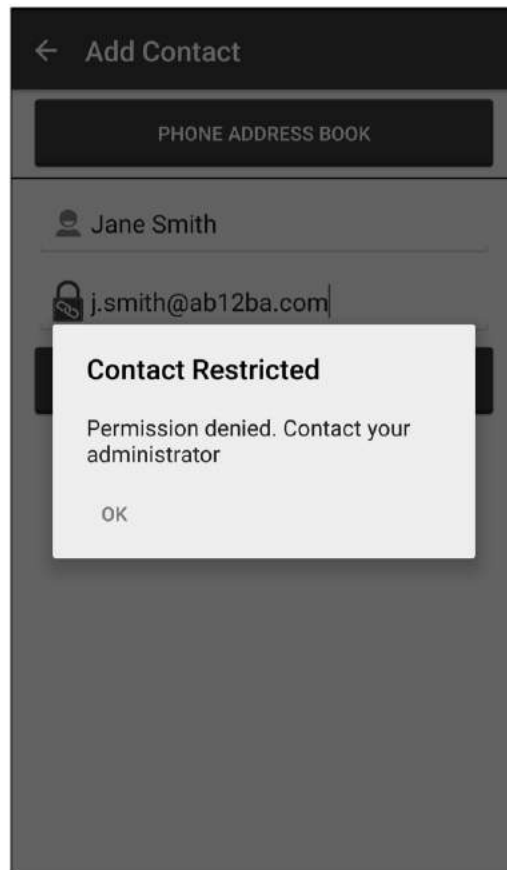 Add Contact
PHONE ADDRESS BOOK
Jane Smith
j.smith@ab12ba.com
Contact Restricted
Permission denied. Contact your
administrator
OK